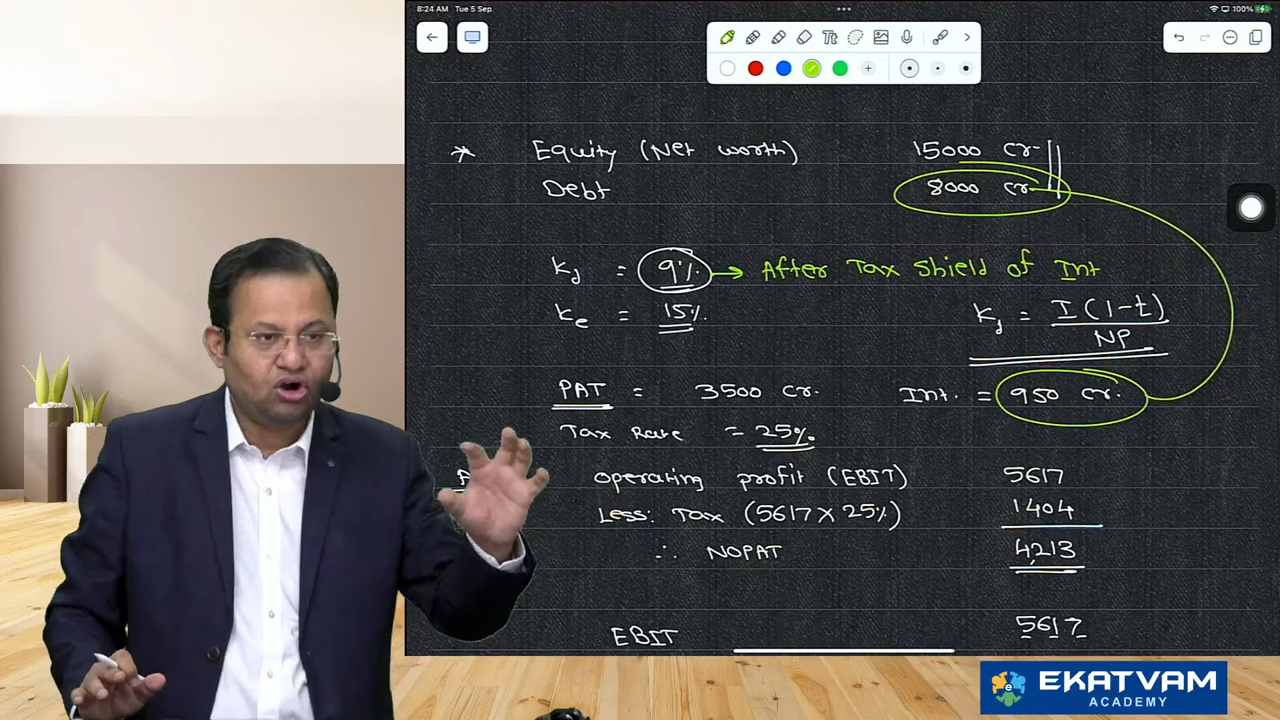 8:24 AM Tue 5 Sep
100%
Equity (Net worth) 15000 cr
Debt 8000 cr
Kd = 9% → After Tax Shield of Int
Ke = 15%
Kd = I (1-t)
NP
PAT = 3500 cr. Int. = 950 cr.
Tax Rate = 25%
Operating profit (EBIT) 5617
Less: Tax (5617 X 25%) 1404
∴ NOPAT 4213
EBIT 5617
EKATVAM
ACADEMY